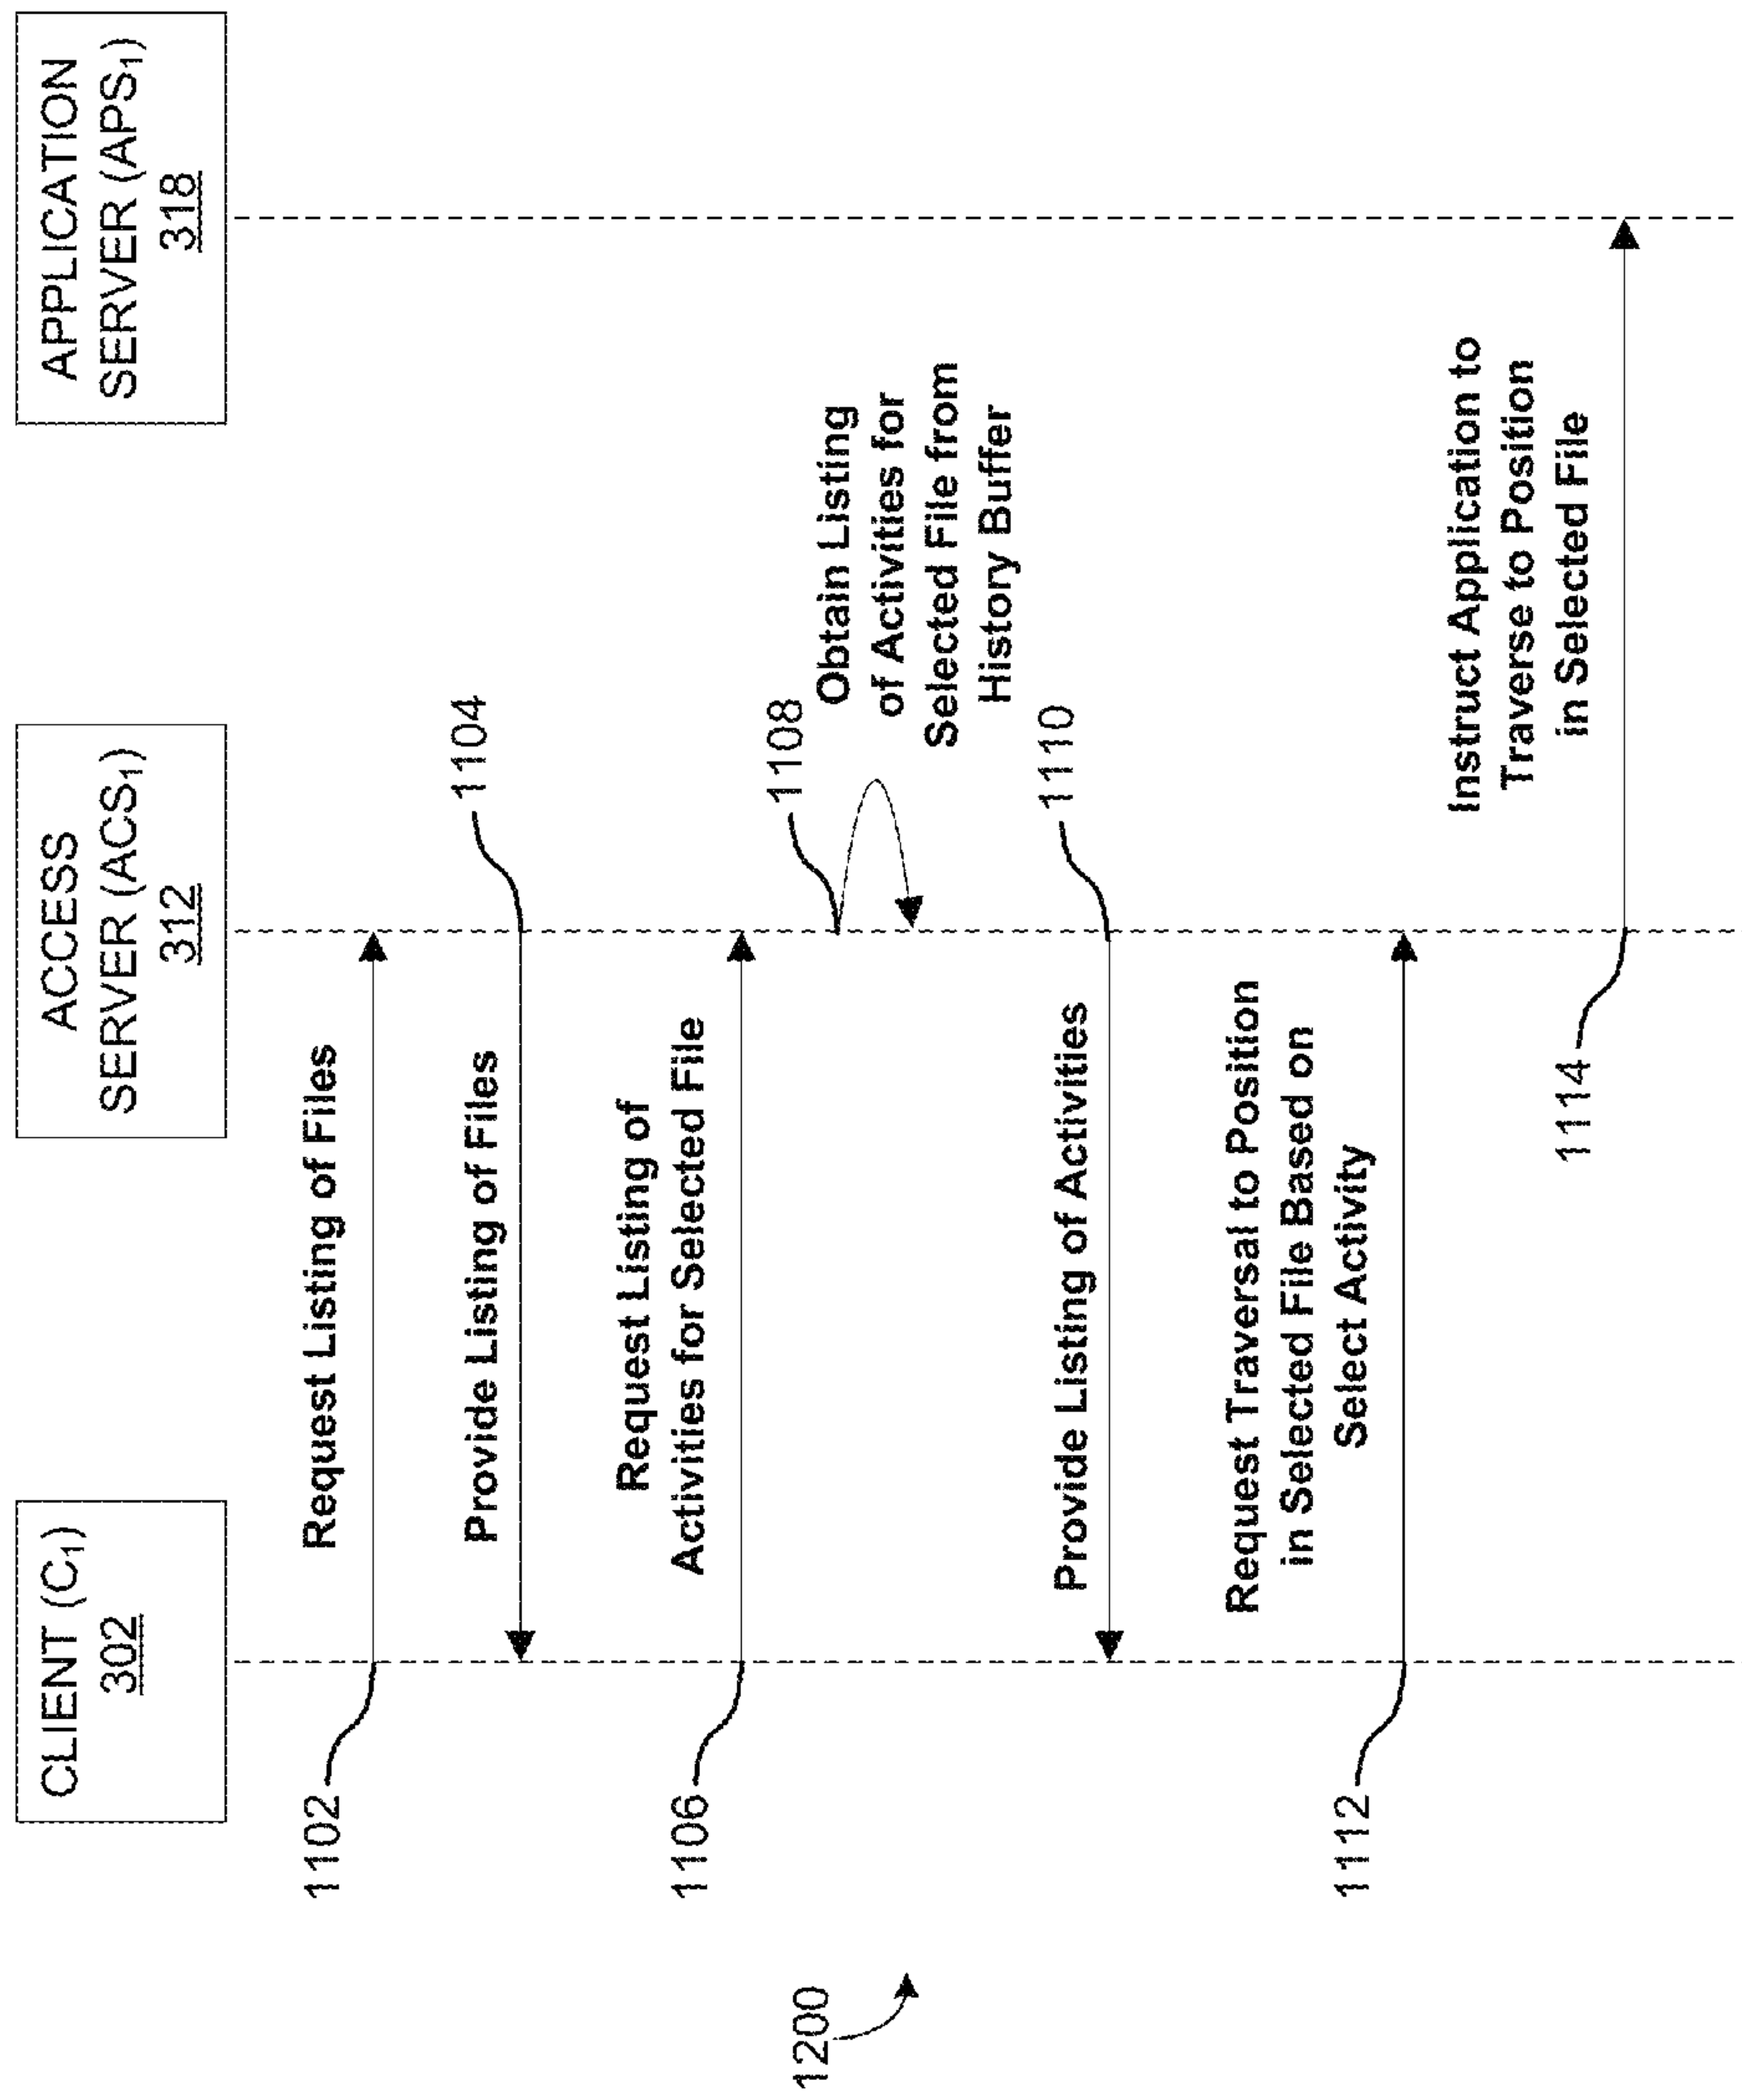 CLIENT (C₁)
302
ACCESS
SERVER (ACS₁)
312
APPLICATION
SERVER (APS₁)
318
1102
Request Listing of Files
Provide Listing of Files
1104
1106
Request Listing of
Activities for Selected File
1108
Obtain Listing
of Activities for
Selected File from
History Buffer
Provide Listing of Activities
1110
1112
Request Traversal to Position
in Selected File Based on
Select Activity
1114
Instruct Application to
Traverse to Position
in Selected File
1200